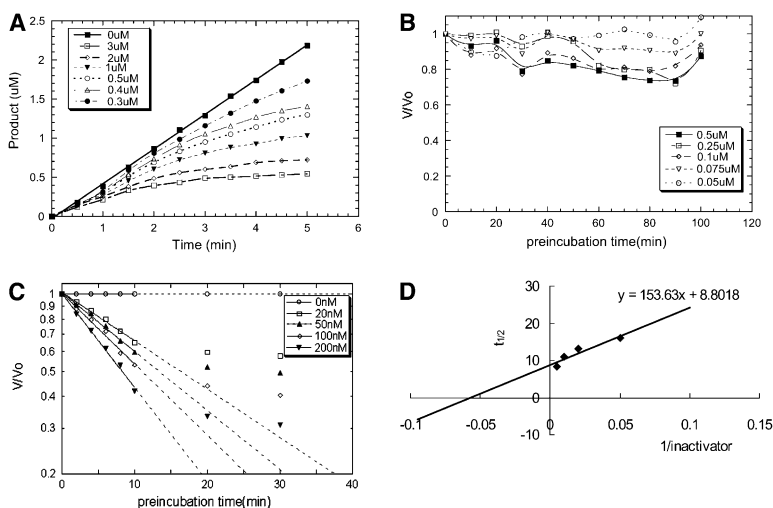 A
2.5
2
1.5
1
0.5
0
Product (uM)
0uM
3uM
2uM
1uM
0.5uM
0.4uM
0.3uM
0 1 2 3 4 5 6
Time (min)
B
1
0.8
0.6
0.4
0.2
0
V/Vo
0.5uM
0.25uM
0.1uM
0.075uM
0.05uM
0 20 40 60 80 100 120
preincubation time(min)
C
1
0.9
0.8
0.7
0.6
0.5
0.4
0.3
0.2
V/Vo
0nM
20nM
50nM
100nM
200nM
0 10 20 30 40
preincubation time(min)
D
y = 153.63x + 8.8018
30
20
10
0
-10
t1/2
-0.1 -0.05 0 0.05 0.1 0.15
1/inactivator